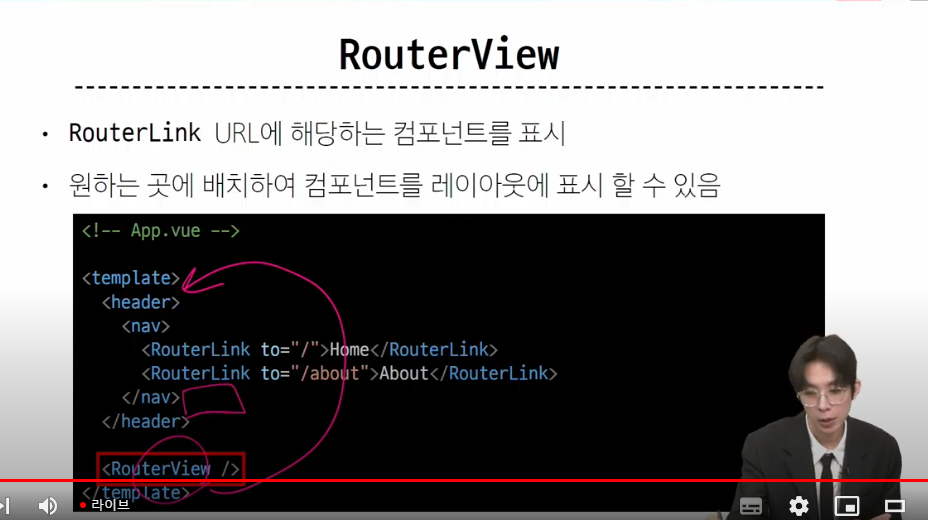 RouterView
• RouterLink URL에 해당하는 컴포넌트를 표시
• 원하는 곳에 배치하여 컴포넌트를 레이아웃에 표시 할 수 있음
<!-- App.vue -->
<template>
<header>
<nav>
<RouterLink to="/">Home</RouterLink>
<RouterLink to="/about">About</RouterLink>
</nav>
</header>
<RouterView />
</template>
라이브